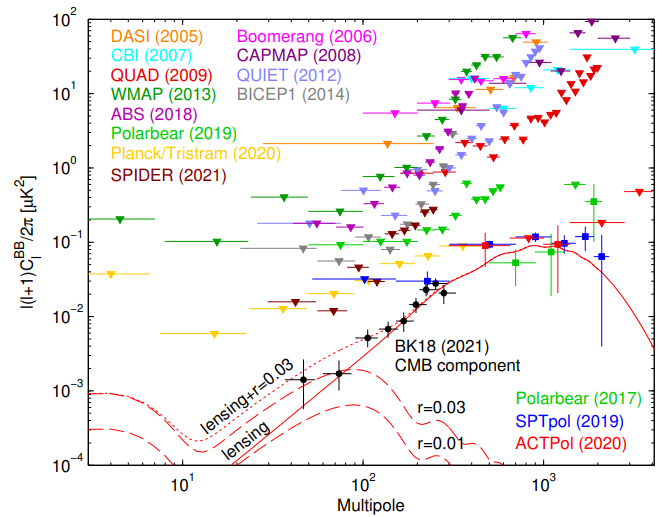 10²
10¹
10⁰
10⁻¹
10⁻²
10⁻³
10⁻⁴
l(l+1)C_l^BB/2π [μK²]
DASI (2005)
CBI (2007)
QUAD (2009)
WMAP (2013)
ABS (2018)
Polarbear (2019)
Planck/Tristram (2020)
SPIDER (2021)
Boomerang (2006)
CAPMAP (2008)
QUIET (2012)
BICEP1 (2014)
BK18 (2021)
CMB component
lensing+r=0.03
lensing
r=0.03
r=0.01
Polarbear (2017)
SPTpol (2019)
ACTPol (2020)
10¹
10²
10³
Multipole